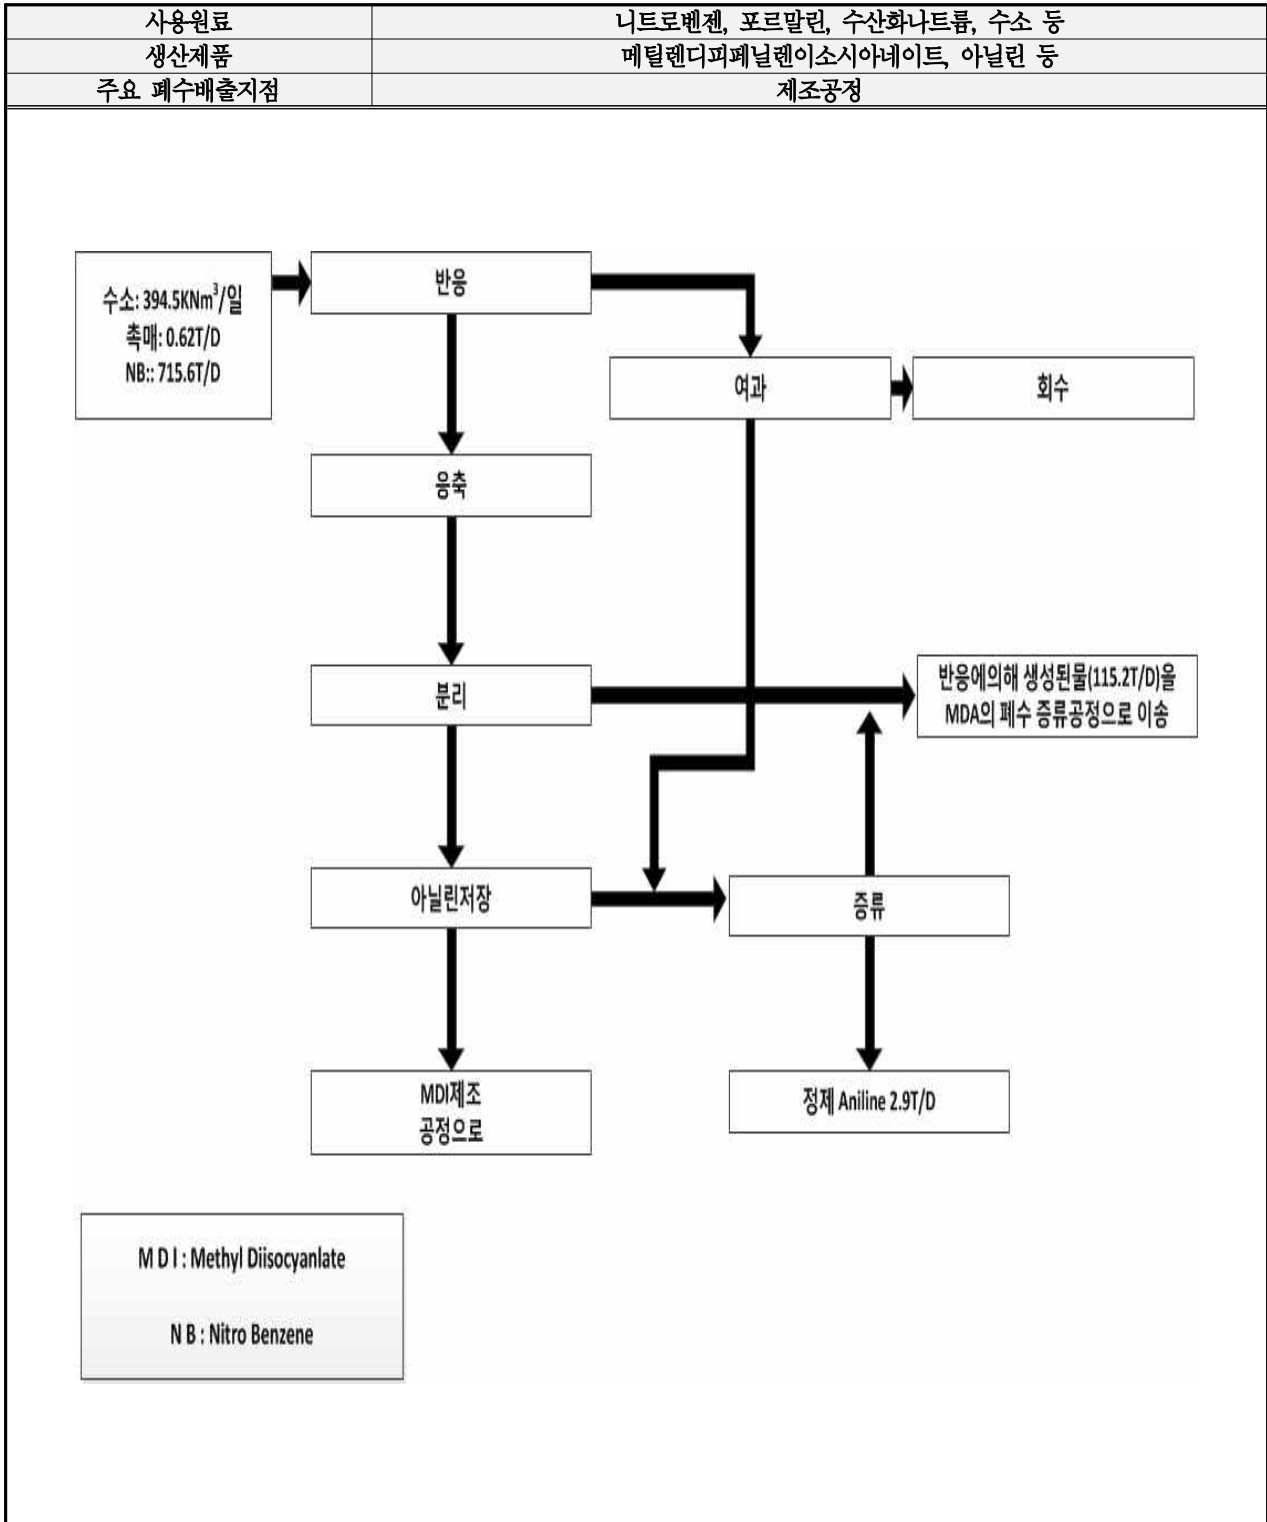 사용원료 니트로벤젠, 포르말린, 수산화나트륨, 수소 등
생산제품 메틸렌디피페닐렌이소시아네이트, 아닐린 등
주요 폐수배출지점 제조공정
수소: 394.5KNm³/일
촉매: 0.62T/D
NB:: 715.6T/D
반응
여과
회수
응축
분리
반응에의해 생성된물(115.2T/D)을
MDA의 폐수 증류공정으로 이송
아닐린저장
증류
MDI제조
공정으로
정제 Aniline 2.9T/D
M D I : Methyl Diisocyanlate
N B : Nitro Benzene